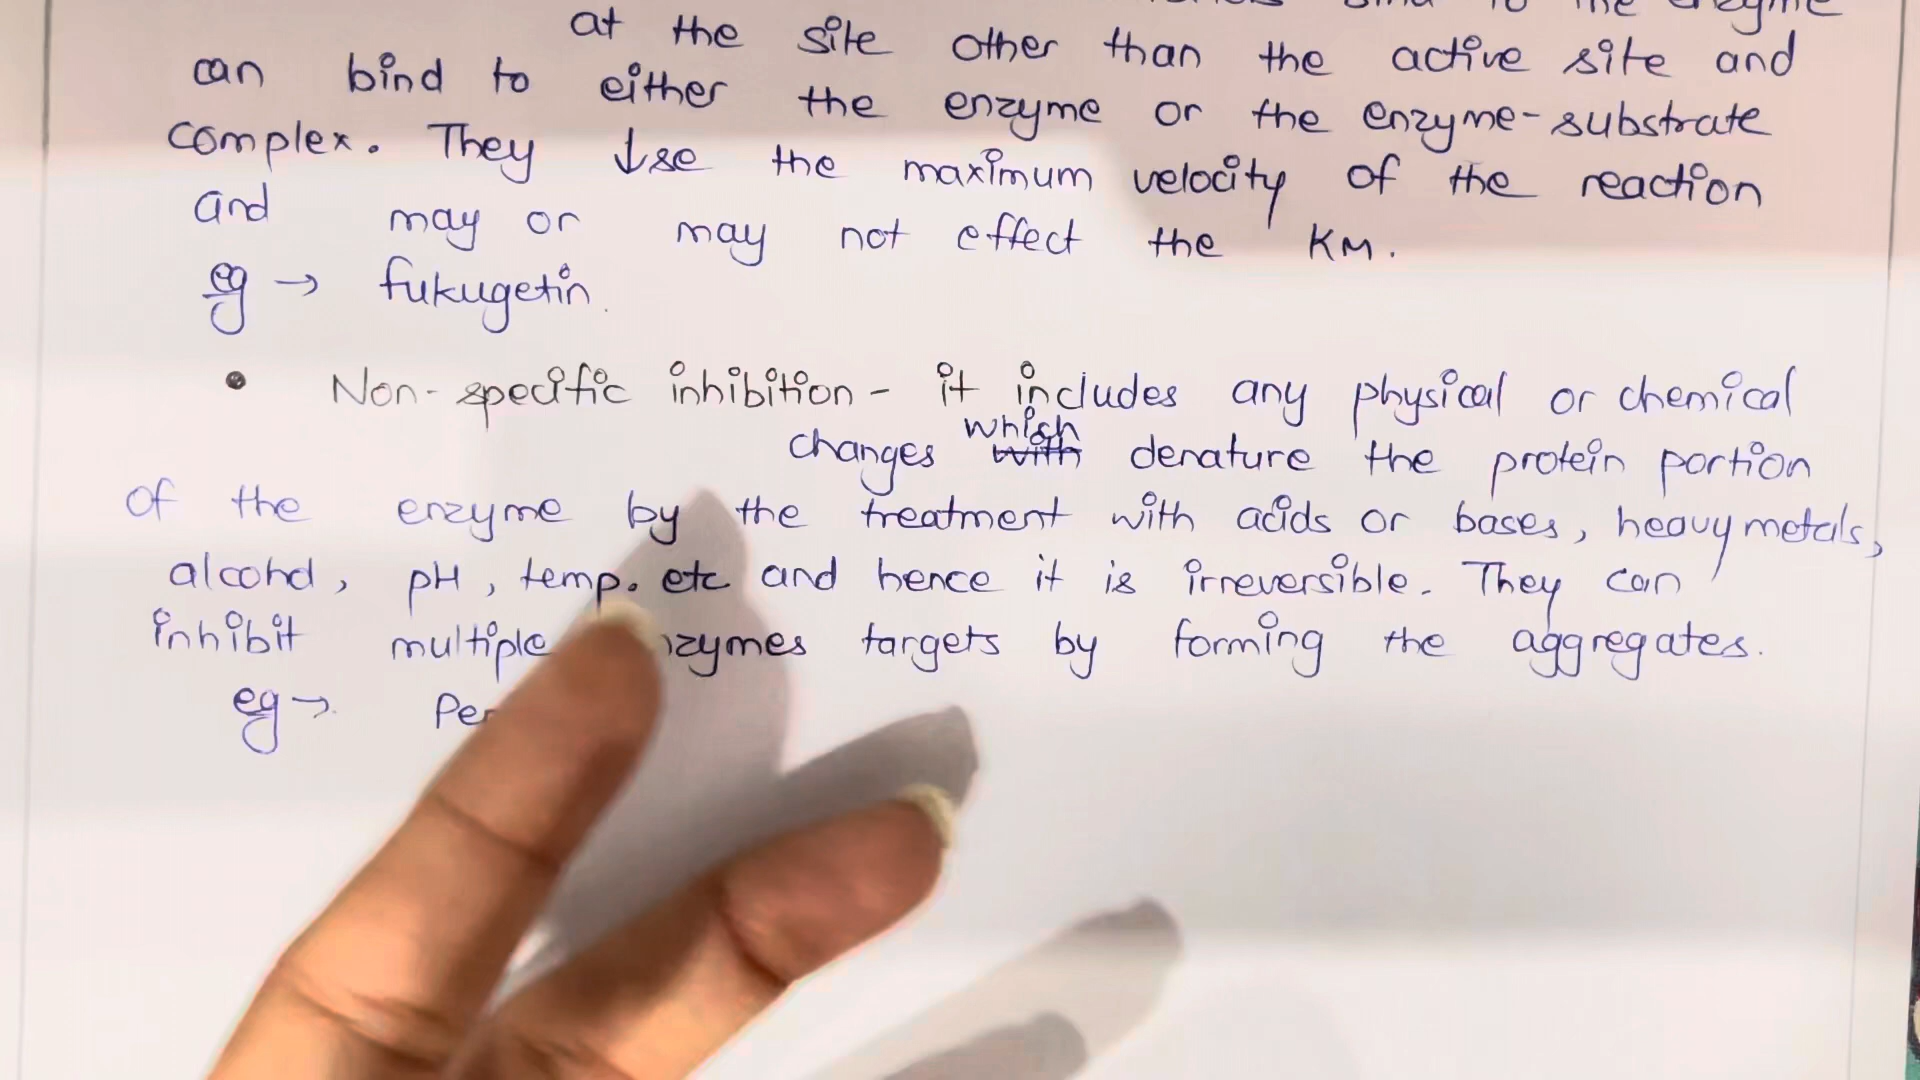 to the enzyme
at the site other than the active site and
can bind to either the enzyme or the enzyme-substrate
complex. They ↓se the maximum velocity of the reaction
and may or may not effect the KM.
eg → fukugetin.
• Non-specific inhibition - it includes any physical or chemical
changes which with denature the protein portion
of the enzyme by the treatment with acids or bases, heavy metals,
alcohol, pH, temp. etc and hence it is irreversible. They can
inhibit multiple targets by forming the aggregates.
eg →